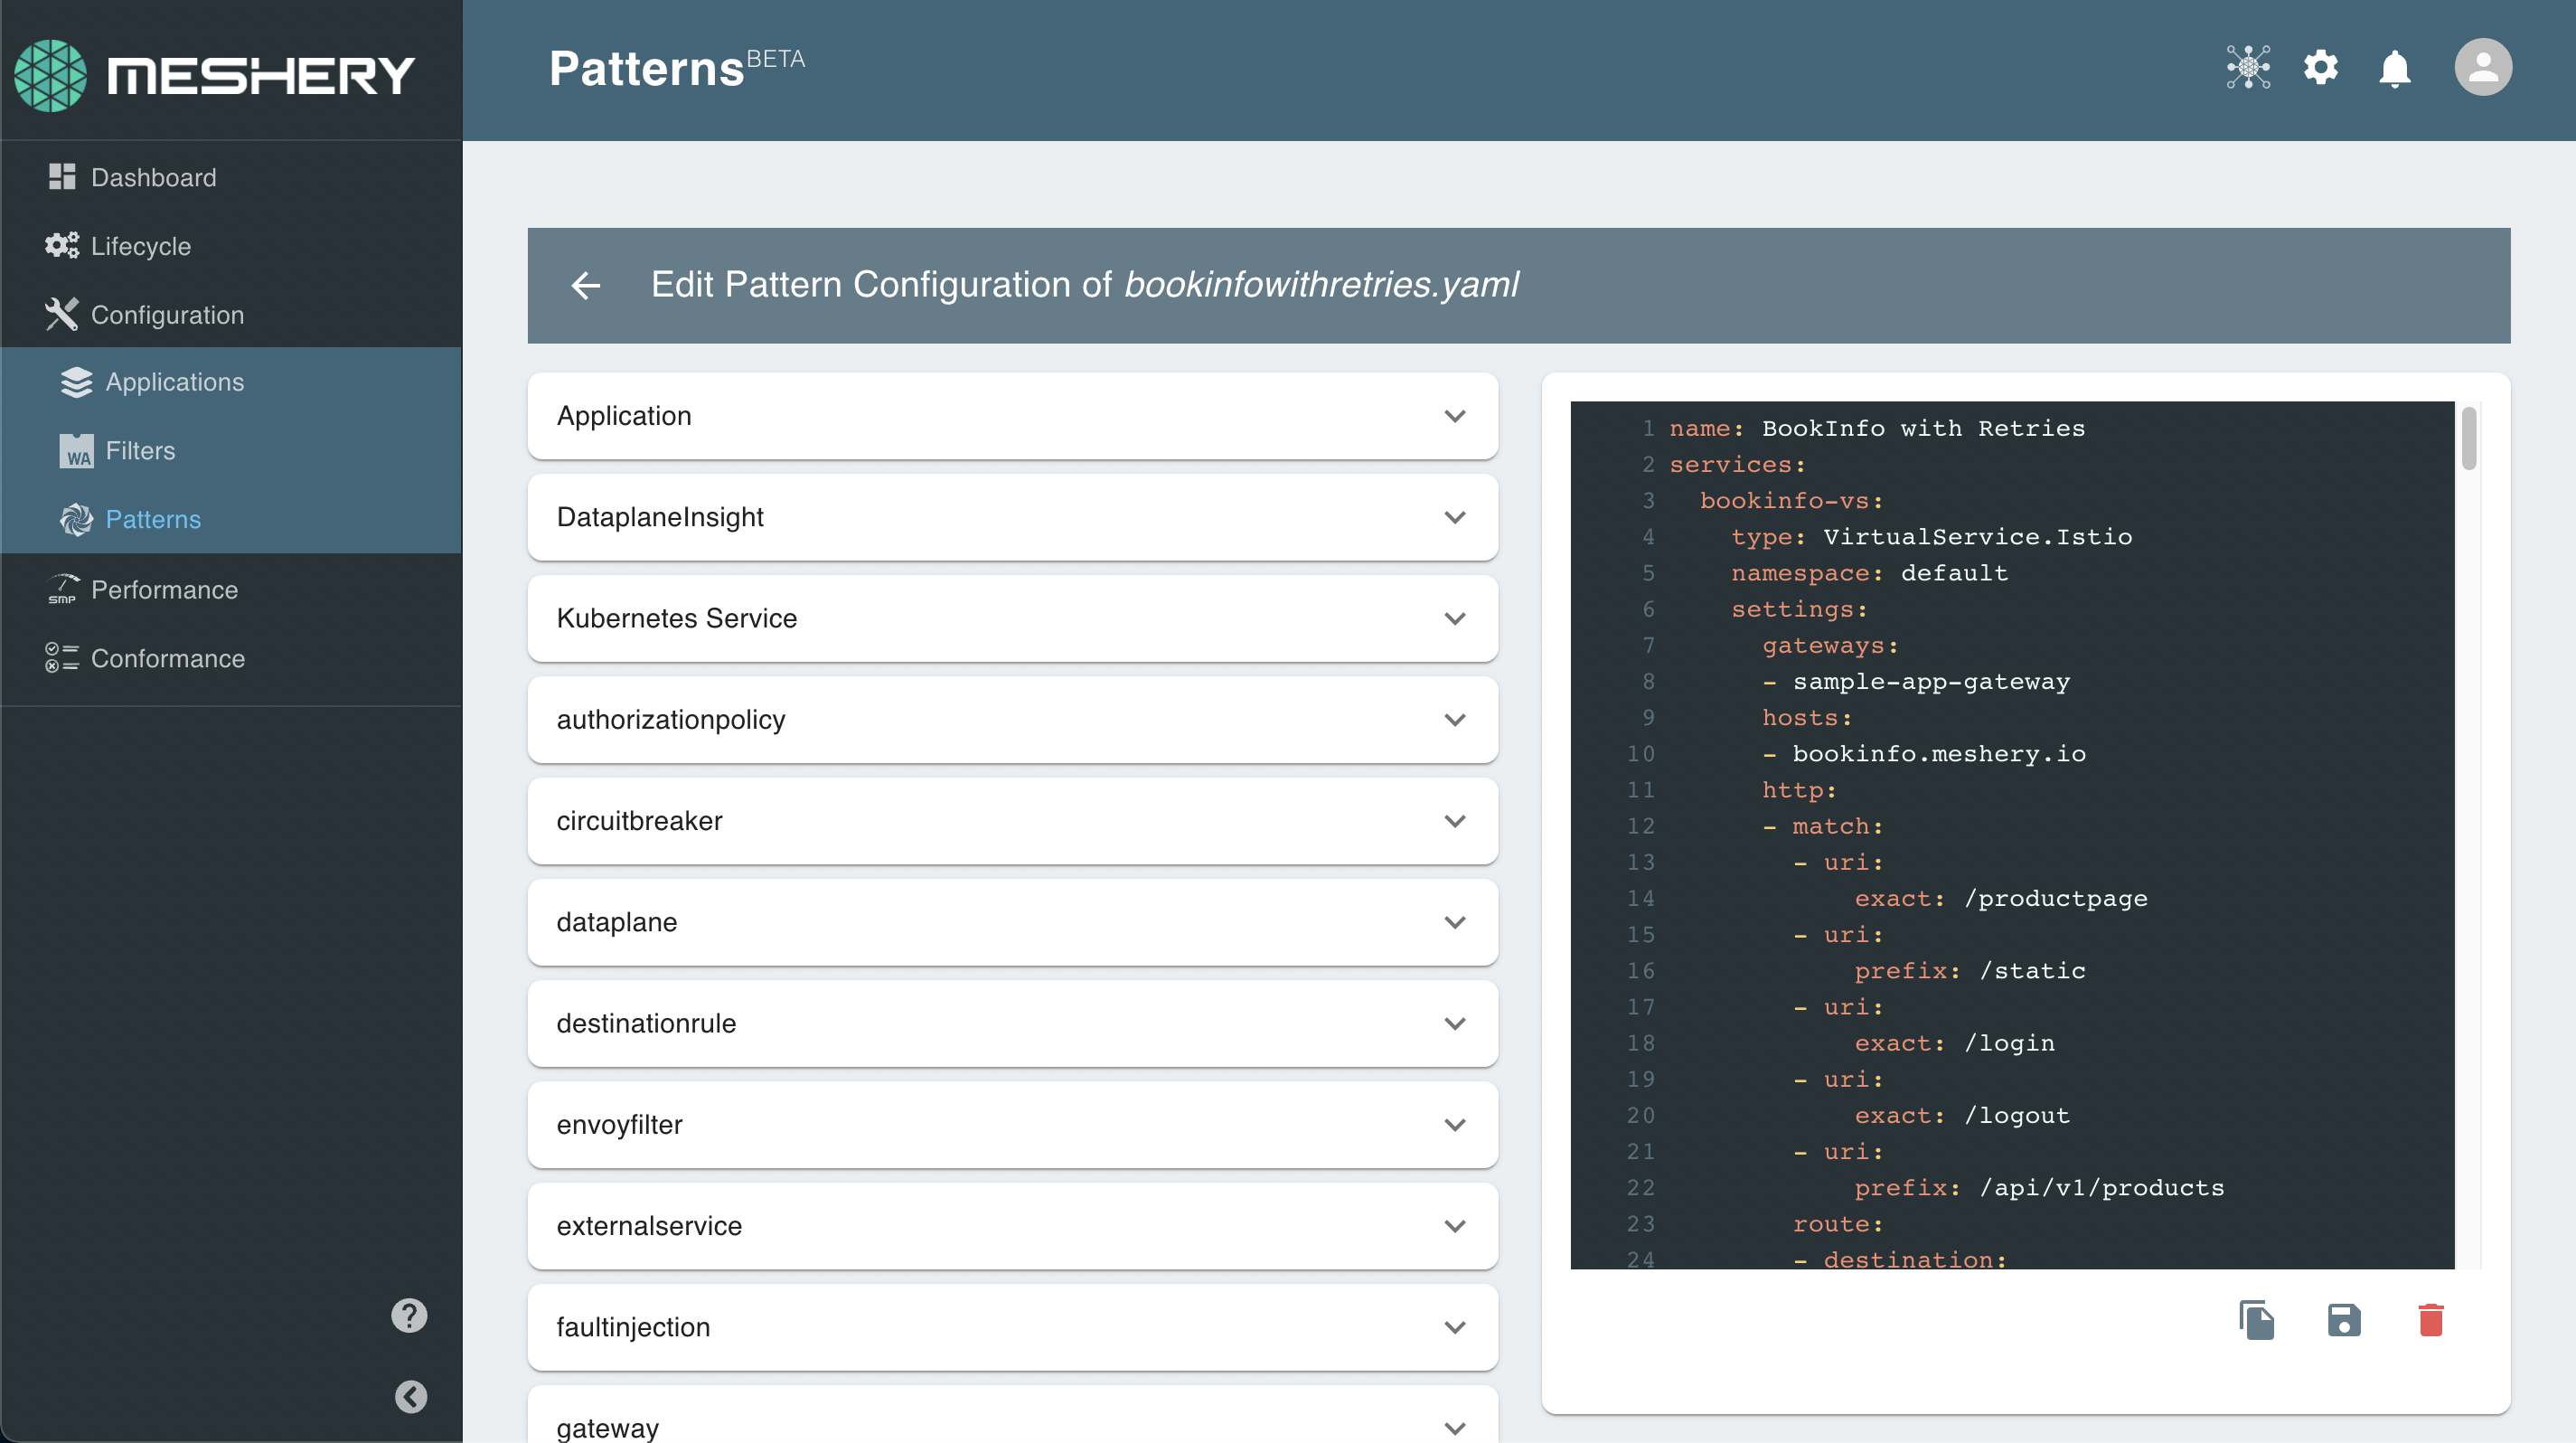 MESHERY
Dashboard
Lifecycle
Configuration
Applications
WA
Filters
Patterns
SMP
Performance
Conformance
?
Patterns BETA
Edit Pattern Configuration of bookinfowithretries.yaml
Application
DataplaneInsight
Kubernetes Service
authorizationpolicy
circuitbreaker
dataplane
destinationrule
envoyfilter
externalservice
faultinjection
gateway
1 name: BookInfo with Retries
2 services:
3   bookinfo-vs:
4     type: VirtualService.Istio
5     namespace: default
6     settings:
7       gateways:
8       - sample-app-gateway
9       hosts:
10       - bookinfo.meshery.io
11       http:
12       - match:
13         - uri:
14             exact: /productpage
15         - uri:
16             prefix: /static
17         - uri:
18             exact: /login
19         - uri:
20             exact: /logout
21         - uri:
22             prefix: /api/v1/products
23         route:
24         - destination: